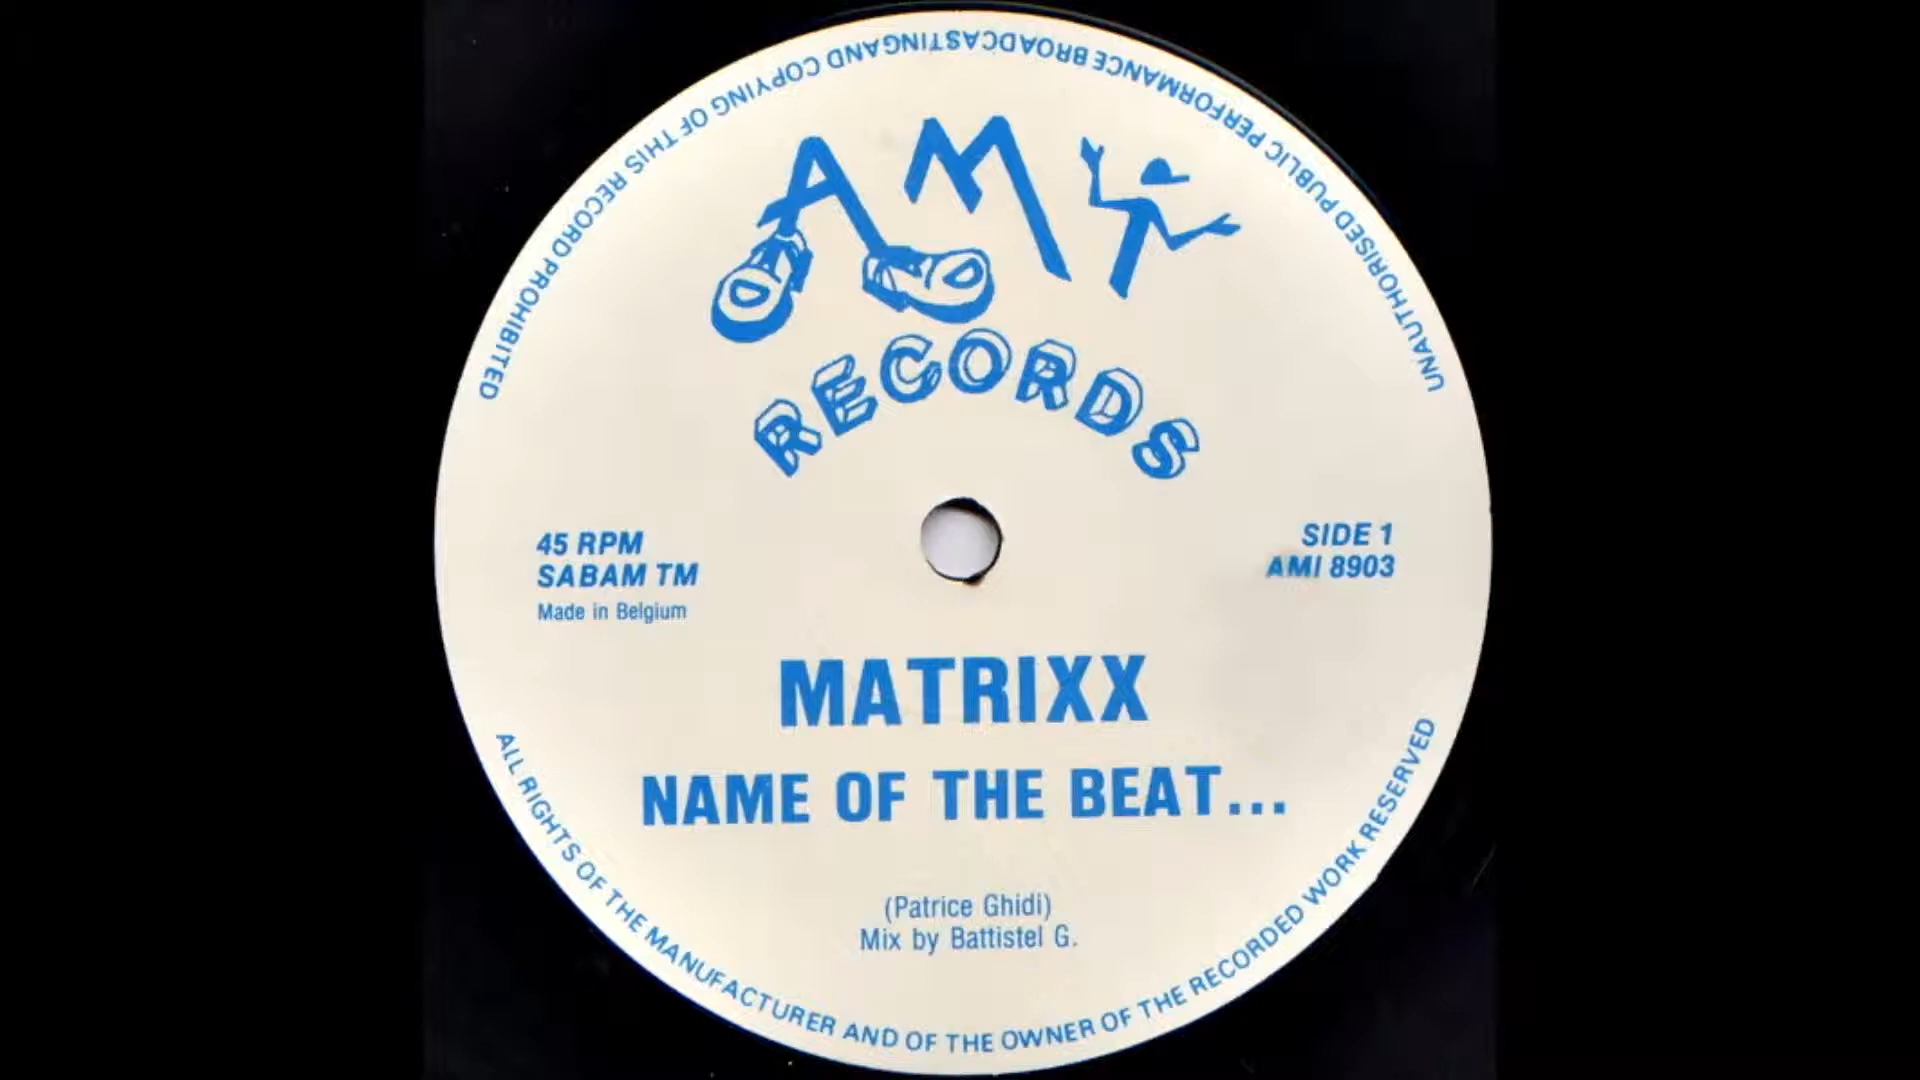 UNAUTHORISED PUBLIC PERFORMANCE BROADCASTING AND COPYING OF THIS RECORD PROHIBITED
AMI
RECORDS
45 RPM
SABAM TM
Made in Belgium
SIDE 1
AMI 8903
MATRIXX
NAME OF THE BEAT...
(Patrice Ghidi)
Mix by Battistel G.
ALL RIGHTS OF THE MANUFACTURER AND OF THE OWNER OF THE RECORDED WORK RESERVED